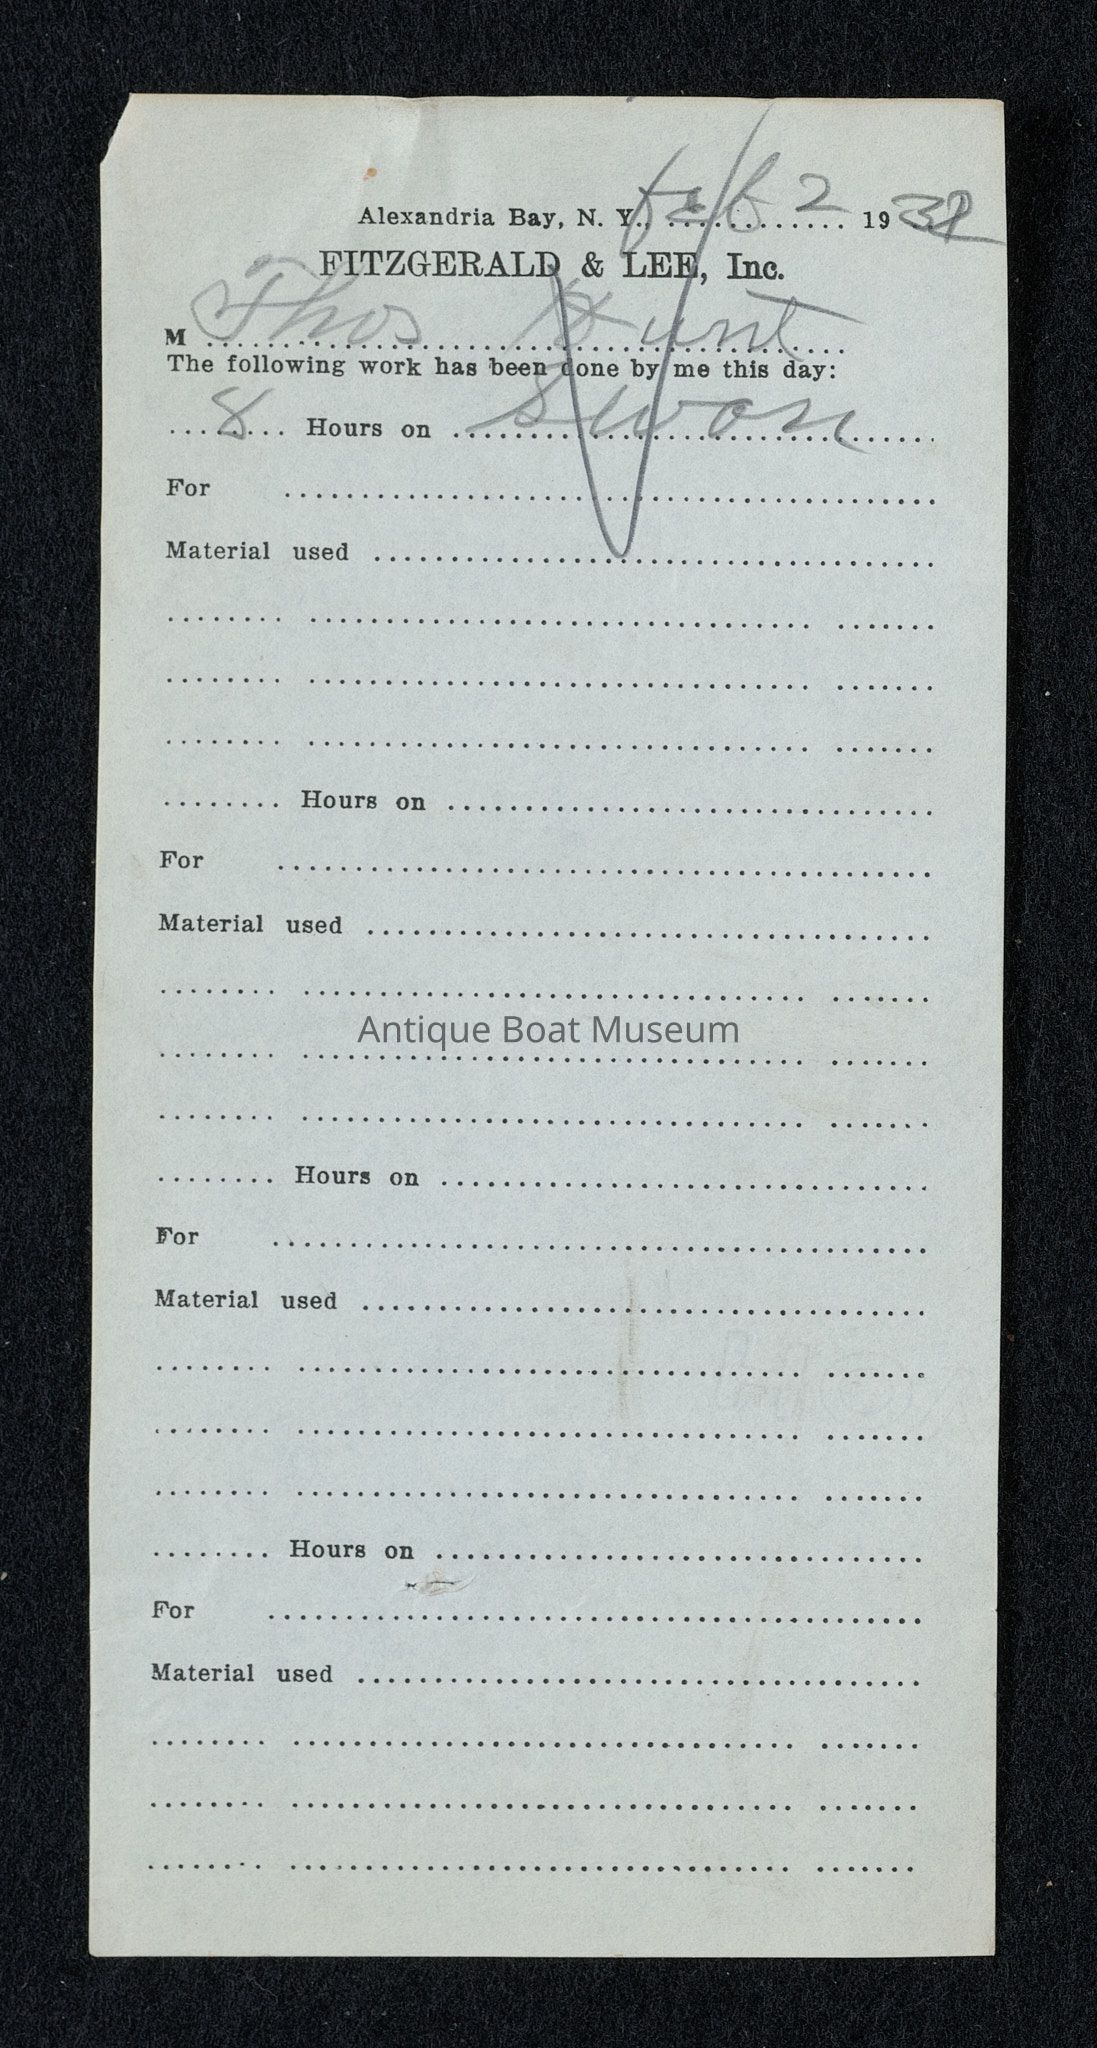 Alexandria Bay, N. Y., Feb 2 1938
FITZGERALD & LEE, Inc.
M Thos Hunt
The following work has been done by me this day:
8 Hours on Swan
For
Material used
Hours on
For
Material used
Antique Boat Museum
Hours on
For
Material used
Hours on
For
Material used